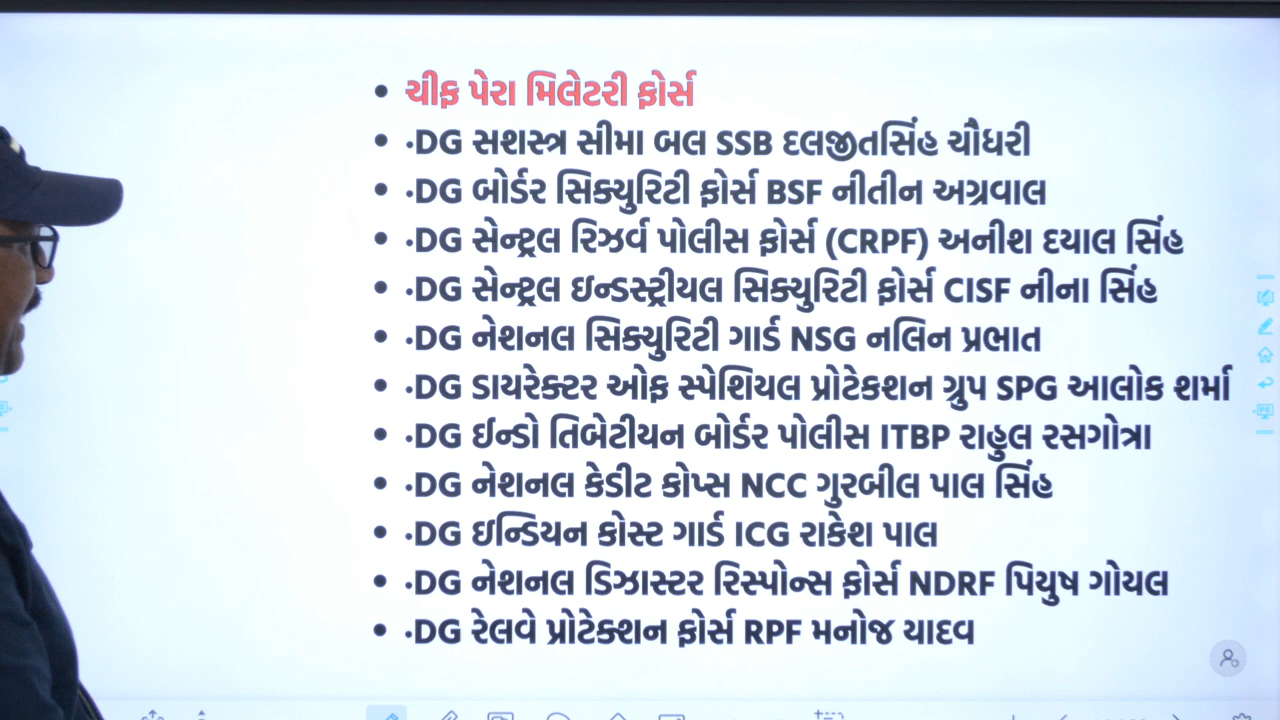 • ચીફ પેરા મિલેટરી ફોર્સ
• ·DG સશસ્ત્ર સીમા બલ SSB દલજીતસિંહ ચૌધરી
• ·DG બોર્ડર સિક્યુરિટી ફોર્સ BSF નીતીન અગ્રવાલ
• ·DG સેન્ટ્રલ રિઝર્વ પોલીસ ફોર્સ (CRPF) અનીશ દયાલ સિંહ
• ·DG સેન્ટ્રલ ઇન્ડસ્ટ્રીયલ સિક્યુરિટી ફોર્સ CISF નીના સિંહ
• ·DG નેશનલ સિક્યુરિટી ગાર્ડ NSG નલિન પ્રભાત
• ·DG ડાયરેક્ટર ઓફ સ્પેશિયલ પ્રોટેકશન ગ્રુપ SPG આલોક શર્મા
• ·DG ઈન્ડો તિબેટીયન બોર્ડર પોલીસ ITBP રાહુલ રસગોત્રા
• ·DG નેશનલ કેડીટ કોપ્સ NCC ગુરબીલ પાલ સિંહ
• ·DG ઇન્ડિયન કોસ્ટ ગાર્ડ ICG રાકેશ પાલ
• ·DG નેશનલ ડિઝાસ્ટર રિસ્પોન્સ ફોર્સ NDRF પિયુષ ગોયલ
• ·DG રેલવે પ્રોટેક્શન ફોર્સ RPF મનોજ યાદવ